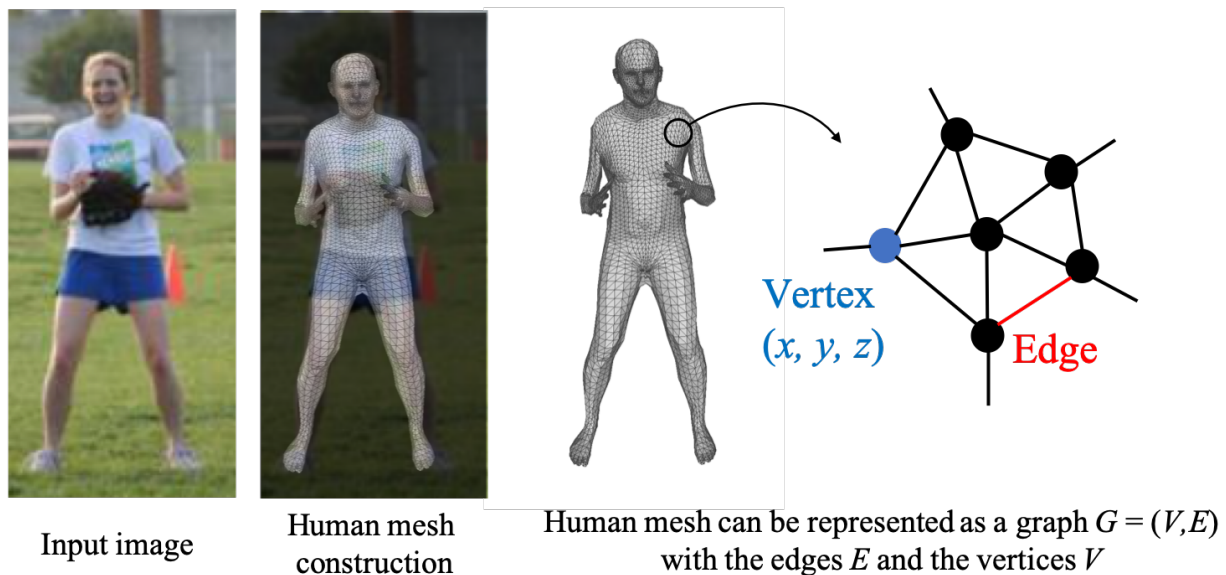 Vertex
(x, y, z)
Edge
Input image
Human mesh
construction
Human mesh can be represented as a graph G = (V,E)
with the edges E and the vertices V